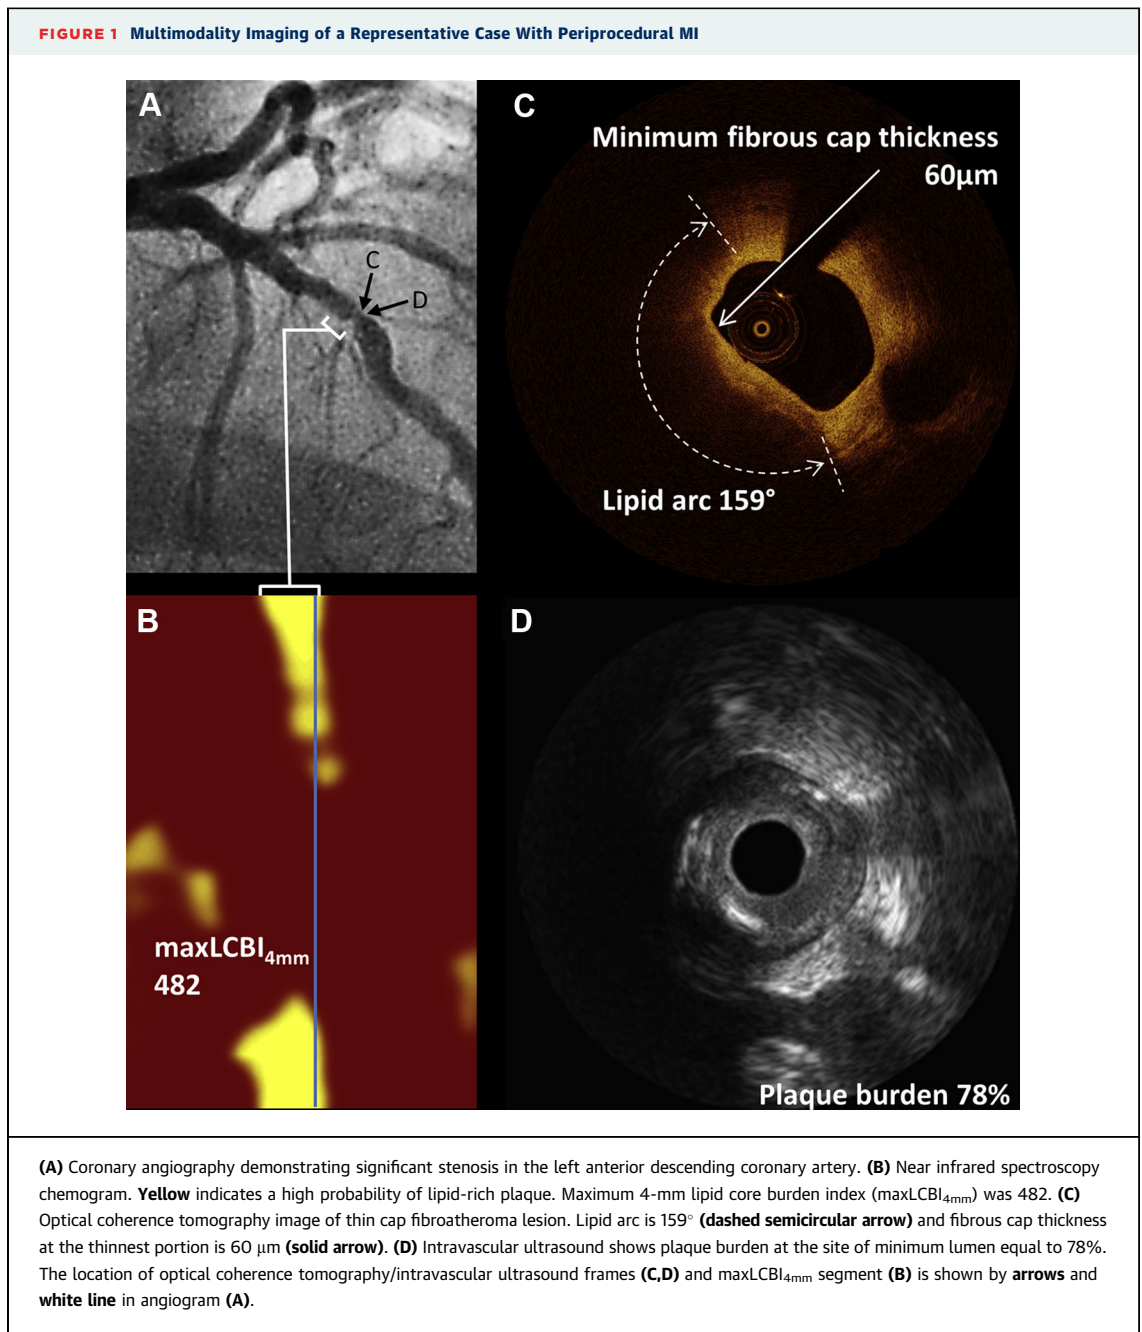 FIGURE 1 Multimodality Imaging of a Representative Case With Periprocedural MI
A
C
D
C
Minimum fibrous cap thickness
60μm
Lipid arc 159°
B
maxLCBI4mm
482
D
Plaque burden 78%
(A) Coronary angiography demonstrating significant stenosis in the left anterior descending coronary artery. (B) Near infrared spectroscopy
chemogram. Yellow indicates a high probability of lipid-rich plaque. Maximum 4-mm lipid core burden index (maxLCBI4mm) was 482. (C)
Optical coherence tomography image of thin cap fibroatheroma lesion. Lipid arc is 159° (dashed semicircular arrow) and fibrous cap thickness
at the thinnest portion is 60 μm (solid arrow). (D) Intravascular ultrasound shows plaque burden at the site of minimum lumen equal to 78%.
The location of optical coherence tomography/intravascular ultrasound frames (C,D) and maxLCBI4mm segment (B) is shown by arrows and
white line in angiogram (A).